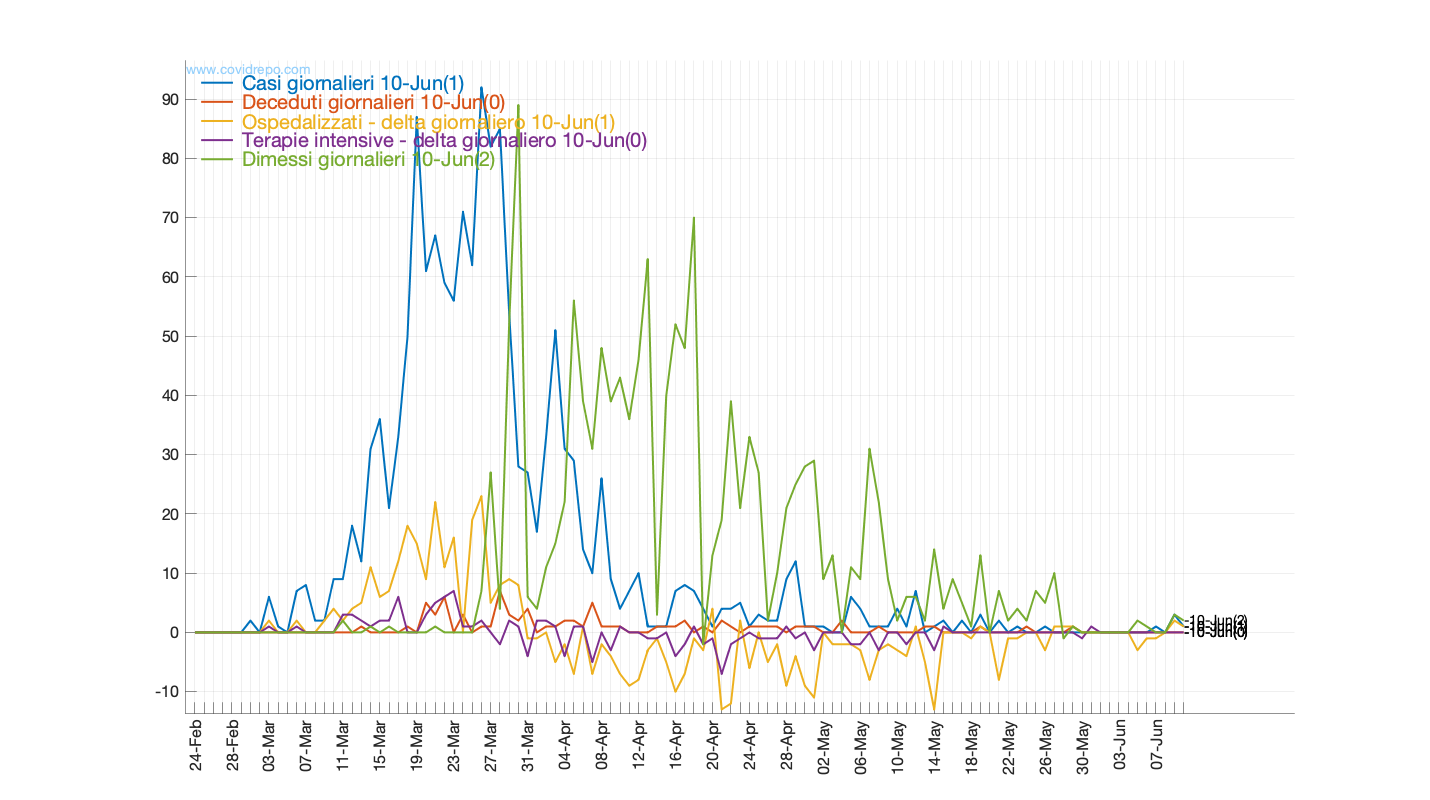 www.covidrepo.com
Casi giornalieri 10-Jun(1)
Deceduti giornalieri 10-Jun(0)
Ospedalizzati - delta giornaliero 10-Jun(1)
Terapie intensive - delta giornaliero 10-Jun(0)
Dimessi giornalieri 10-Jun(2)
90
80
70
60
50
40
30
20
10
0
-10
-10-Jun(2)
24-Feb
28-Feb
03-Mar
07-Mar
11-Mar
15-Mar
19-Mar
23-Mar
27-Mar
31-Mar
04-Apr
08-Apr
12-Apr
16-Apr
20-Apr
24-Apr
28-Apr
02-May
06-May
10-May
14-May
18-May
22-May
26-May
30-May
03-Jun
07-Jun